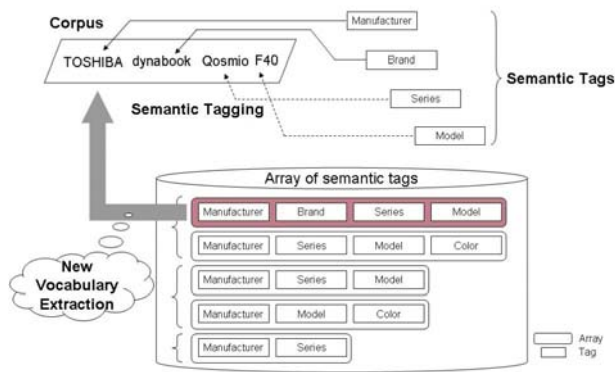 Corpus
Manufacturer
TOSHIBA dynabook Qosmio F40
Brand
Semantic Tags
Semantic Tagging
Series
Model
Array of semantic tags
Manufacturer Brand Series Model
Manufacturer Series Model Color
New
Vocabulary
Extraction
Manufacturer Series Model
Manufacturer Model Color
Manufacturer Series
Array
Tag